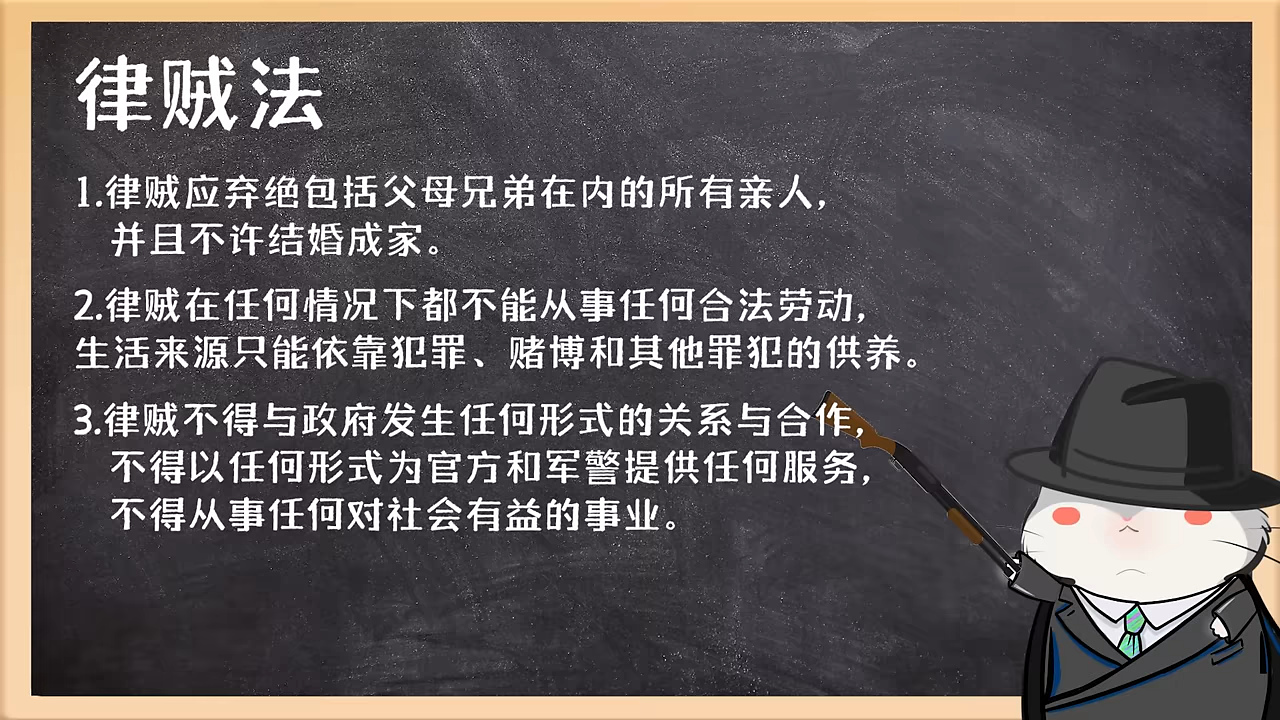 律贼法
1.律贼应弃绝包括父母兄弟在内的所有亲人，
并且不许结婚成家。
2.律贼在任何情况下都不能从事任何合法劳动，
生活来源只能依靠犯罪、赌博和其他罪犯的供养。
3.律贼不得与政府发生任何形式的关系与合作，
不得以任何形式为官方和军警提供任何服务，
不得从事任何对社会有益的事业。